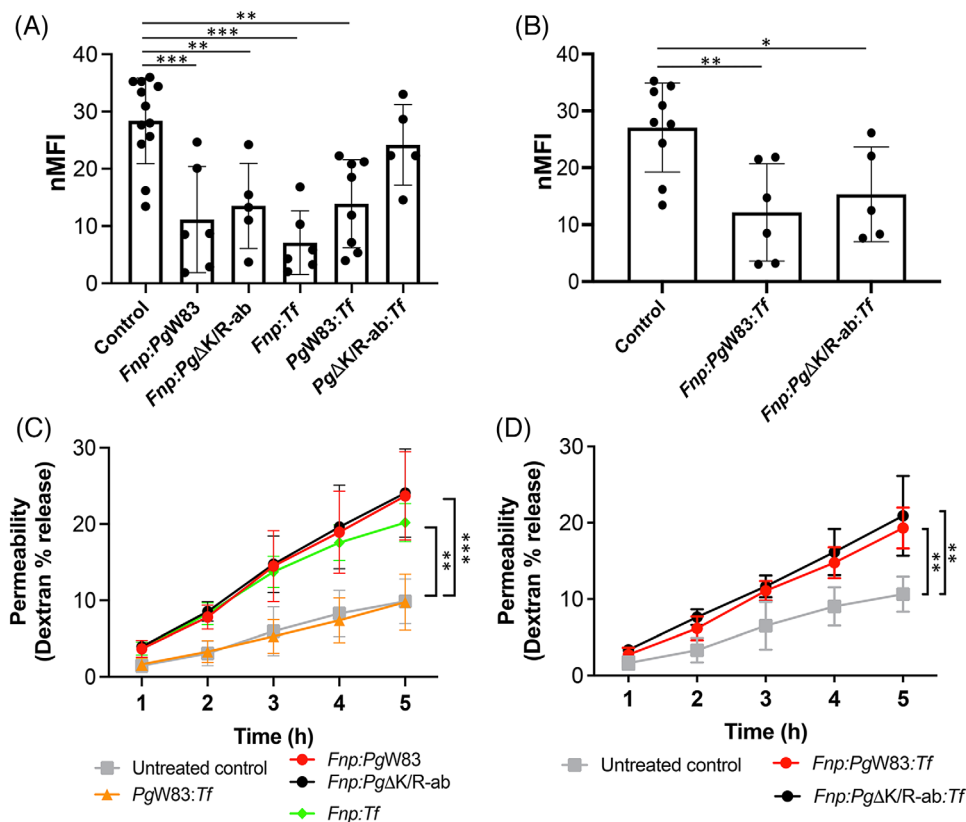 (A)
**
***
**
***
40
30
20
10
0
nMFI
Control
Fnp:PgW83
Fnp:PgΔK/R-ab
Fnp:Tf
PgW83:Tf
PgΔK/R-ab:Tf
(B)
*
**
40
30
20
10
0
nMFI
Control
Fnp:PgW83:Tf
Fnp:PgΔK/R-ab:Tf
(C)
30
20
10
0
Permeability
(Dextran % release)
**
***
1 2 3 4 5
Time (h)
Untreated control
PgW83:Tf
Fnp:PgW83
Fnp:PgΔK/R-ab
Fnp:Tf
(D)
30
20
10
0
Permeability
(Dextran % release)
**
**
1 2 3 4 5
Time (h)
Untreated control
Fnp:PgW83:Tf
Fnp:PgΔK/R-ab:Tf